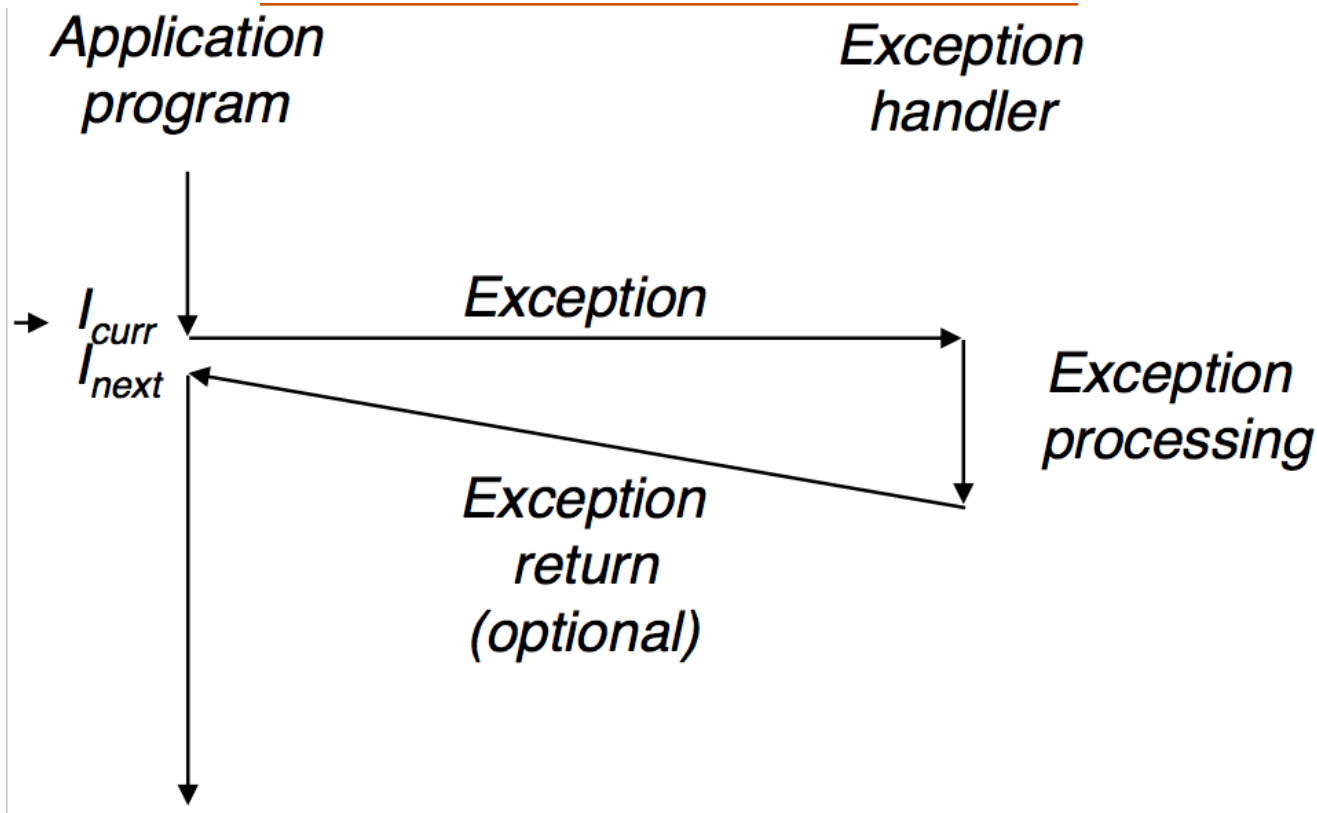 Application
program
Exception
handler
Exception
I_curr
I_next
Exception
processing
Exception
return
(optional)